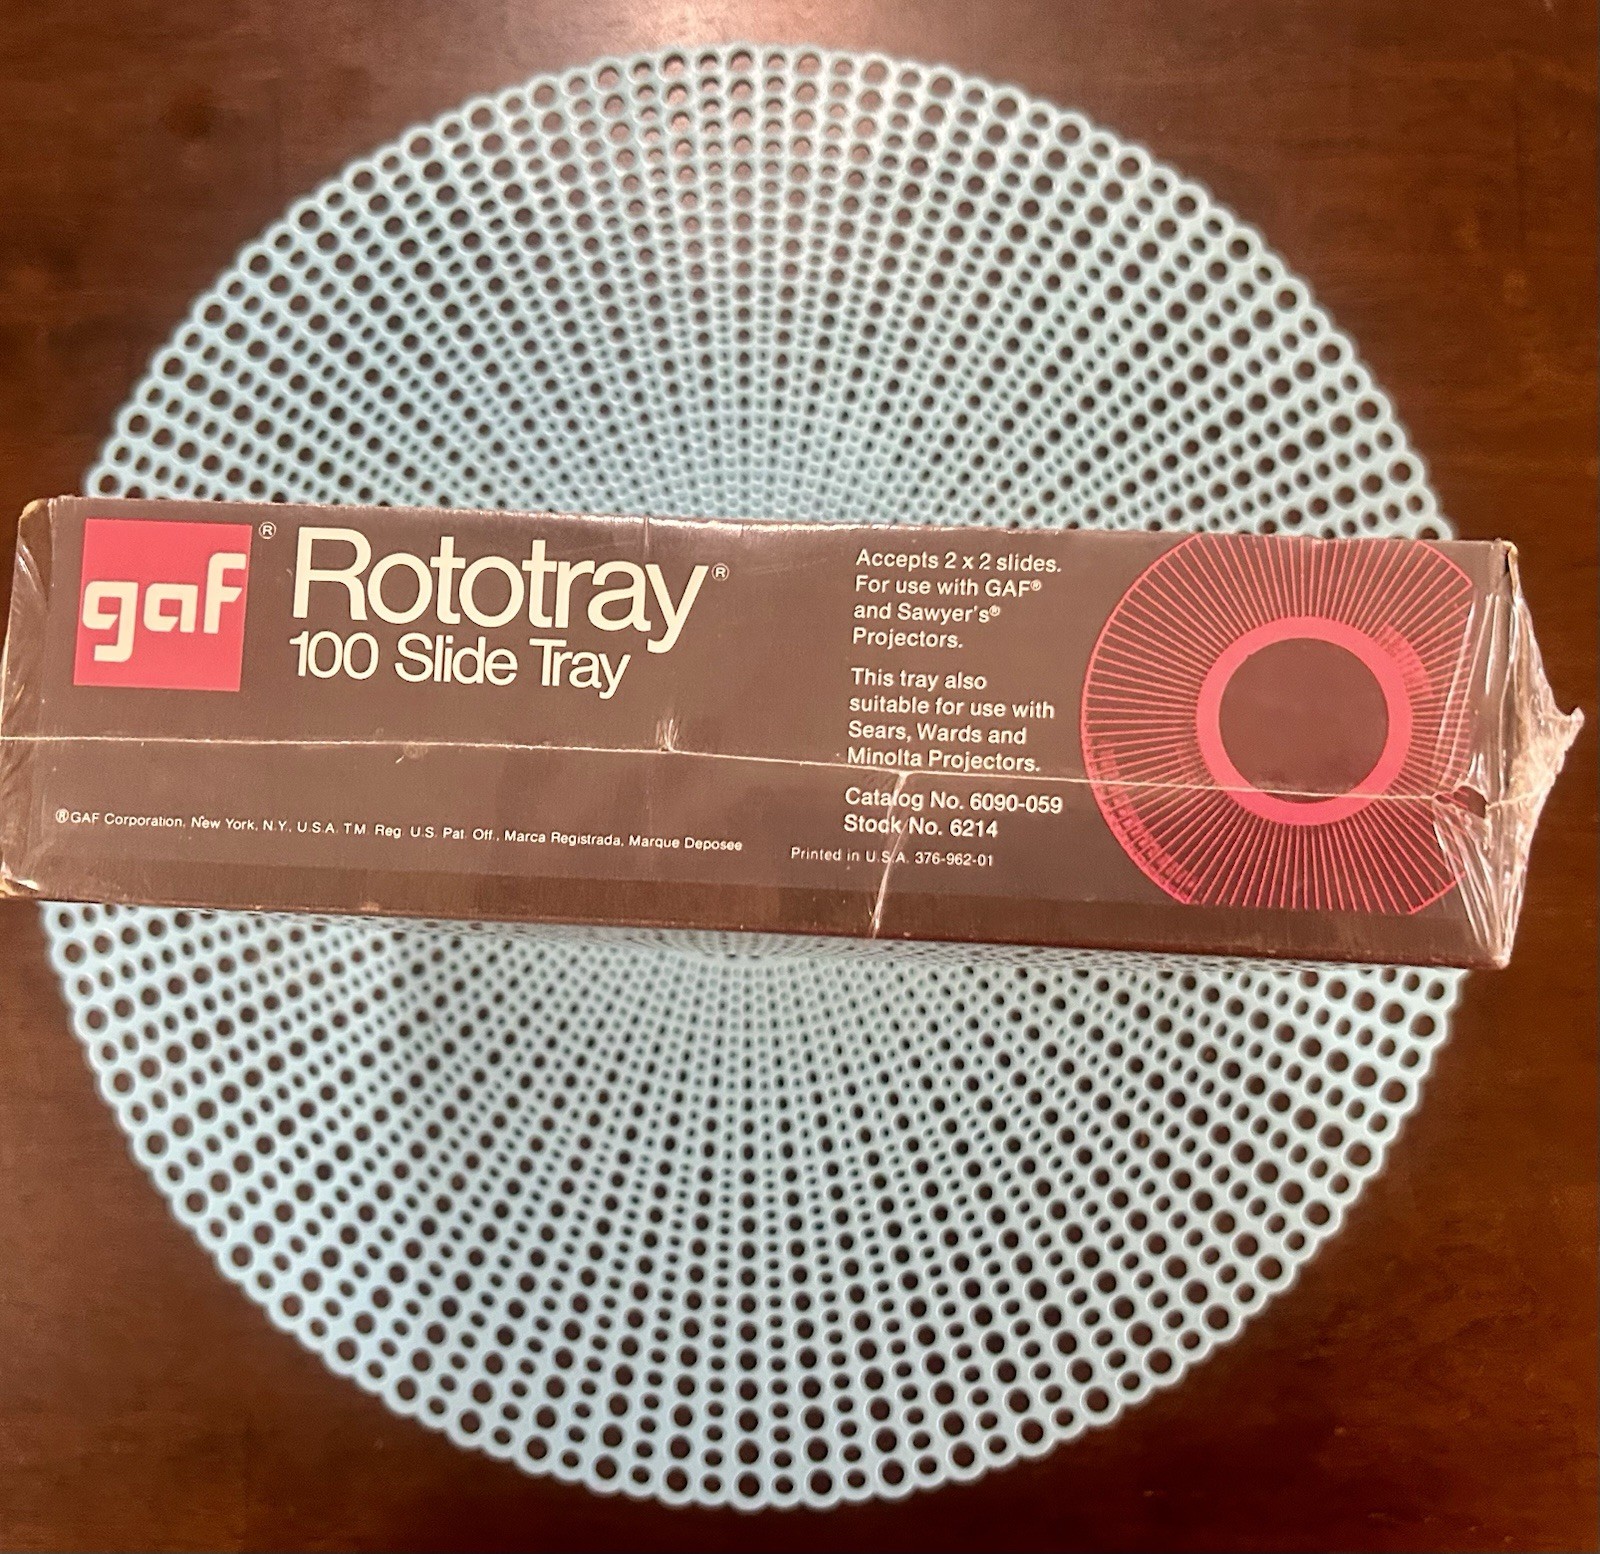 gaf®
Rototray®
100 Slide Tray
®GAF Corporation, New York, N.Y., U.S.A. T.M. Reg. U.S. Pat. Off., Marca Registrada, Marque Deposee
Accepts 2 x 2 slides.
For use with GAF®
and Sawyer's®
Projectors.
This tray also
suitable for use with
Sears, Wards and
Minolta Projectors.
Catalog No. 6090-059
Stock No. 6214
Printed in U.S.A. 376-962-01